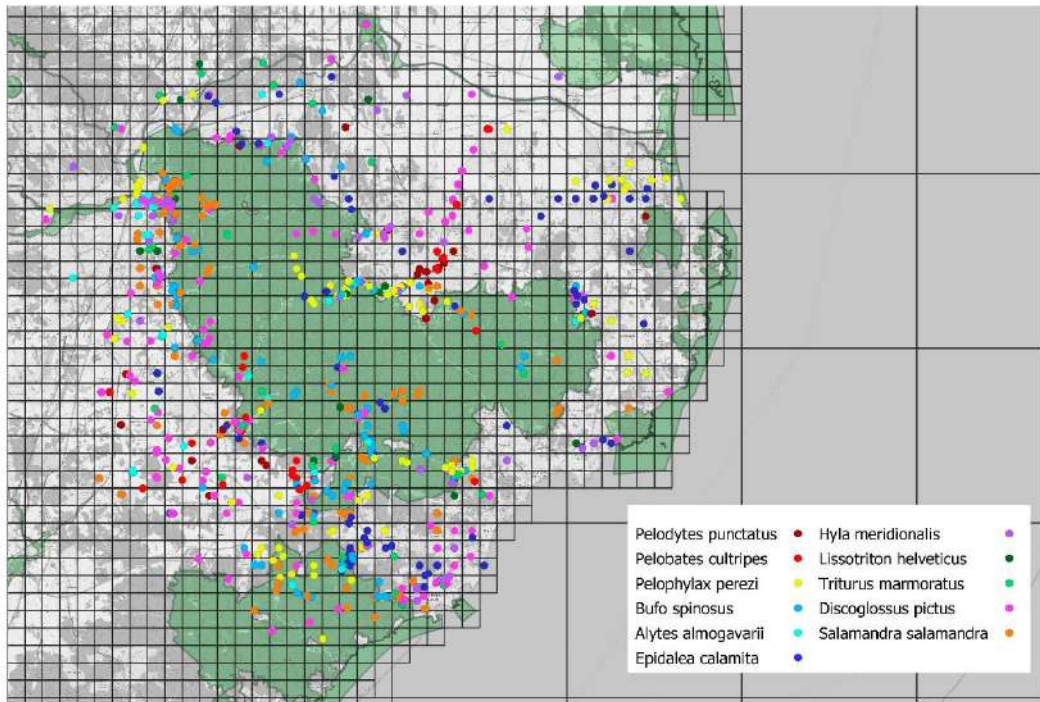 Pelodytes punctatus Hyla meridionalis
Pelobates cultripes Lissotriton helveticus
Pelophylax perezi Triturus marmoratus
Bufo spinosus Discoglossus pictus
Alytes almogavarii Salamandra salamandra
Epidalea calamita